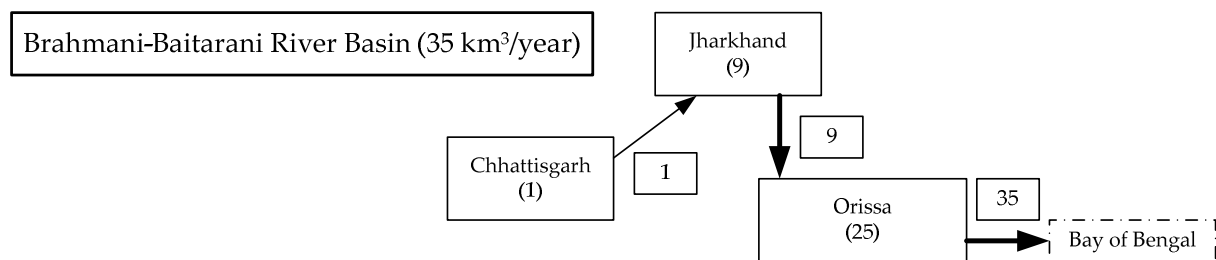 Brahmani-Baitarani River Basin (35 km³/year)
Jharkhand
(9)
9
Chhattisgarh
(1)
1
Orissa
(25)
35
Bay of Bengal